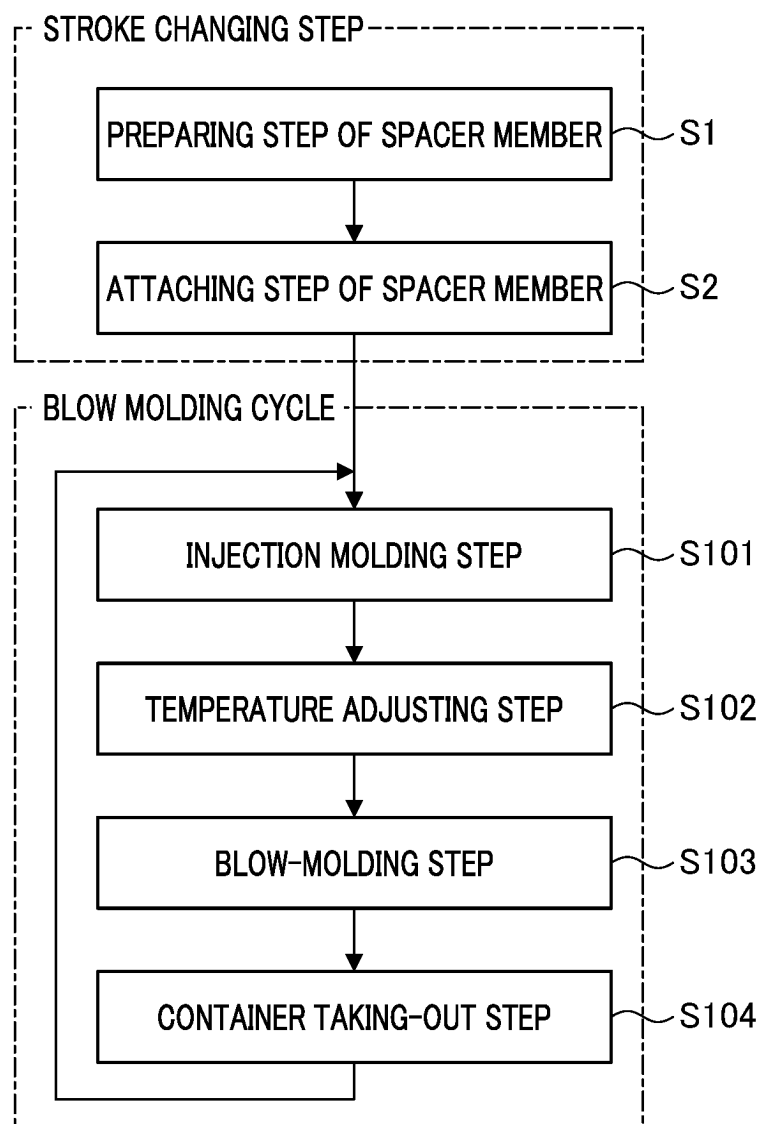 STROKE CHANGING STEP
PREPARING STEP OF SPACER MEMBER
S1
ATTACHING STEP OF SPACER MEMBER
S2
BLOW MOLDING CYCLE
INJECTION MOLDING STEP
S101
TEMPERATURE ADJUSTING STEP
S102
BLOW-MOLDING STEP
S103
CONTAINER TAKING-OUT STEP
S104